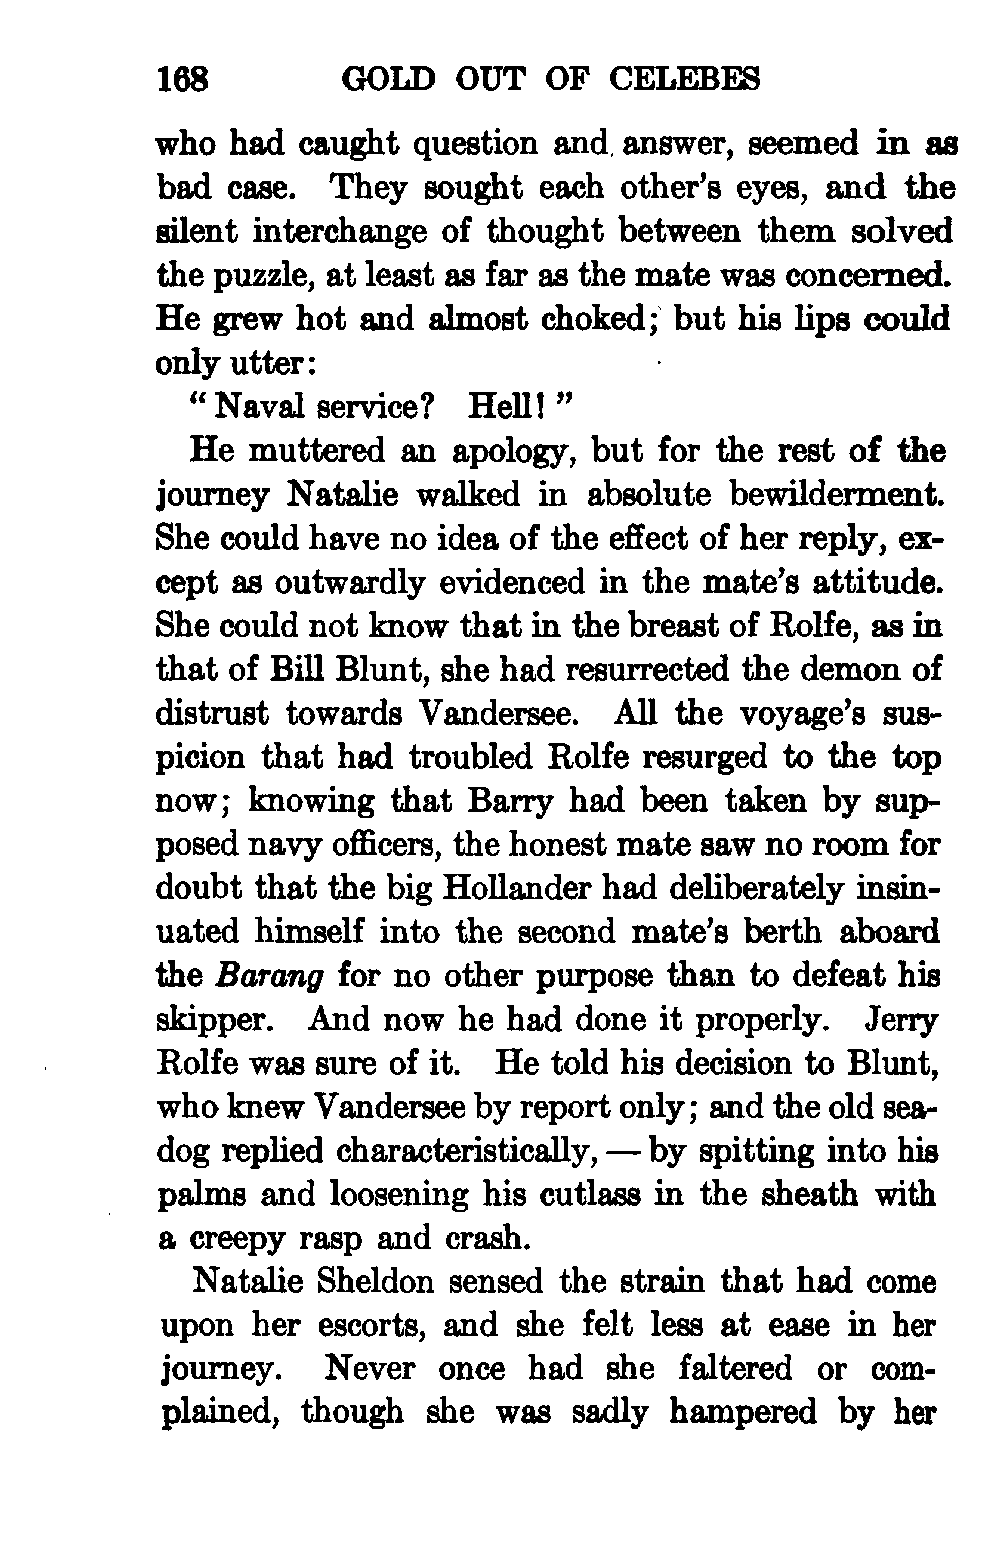 168 GOLD OUT OF CELEBES
who had caught question and answer, seemed in as
bad case. They sought each other's eyes, and the
silent interchange of thought between them solved
the puzzle, at least as far as the mate was concerned.
He grew hot and almost choked; but his lips could
only utter:
"Naval service? Hell!"
He muttered an apology, but for the rest of the
journey Natalie walked in absolute bewilderment.
She could have no idea of the effect of her reply, ex-
cept as outwardly evidenced in the mate's attitude.
She could not know that in the breast of Rolfe, as in
that of Bill Blunt, she had resurrected the demon of
distrust towards Vandersee. All the voyage's sus-
picion that had troubled Rolfe resurged to the top
now; knowing that Barry had been taken by sup-
posed navy officers, the honest mate saw no room for
doubt that the big Hollander had deliberately insin-
uated himself into the second mate's berth aboard
the Barang for no other purpose than to defeat his
skipper. And now he had done it properly. Jerry
Rolfe was sure of it. He told his decision to Blunt,
who knew Vandersee by report only; and the old sea-
dog replied characteristically, — by spitting into his
palms and loosening his cutlass in the sheath with
a creepy rasp and crash.
Natalie Sheldon sensed the strain that had come
upon her escorts, and she felt less at ease in her
journey. Never once had she faltered or com-
plained, though she was sadly hampered by her